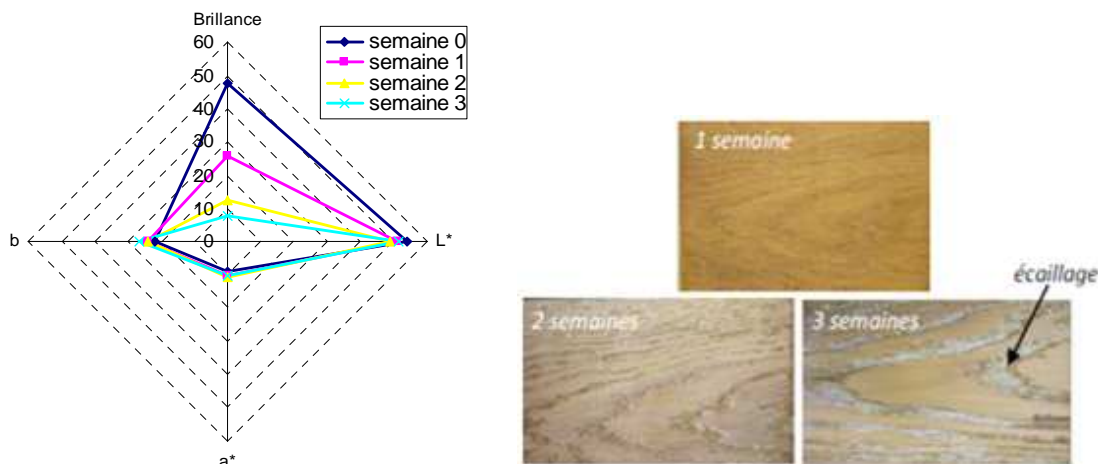 Brillance
60
50
40
30
20
10
0
semaine 0
semaine 1
semaine 2
semaine 3
b
L*
a*
1 semaine
écaillage
2 semaines
3 semaines